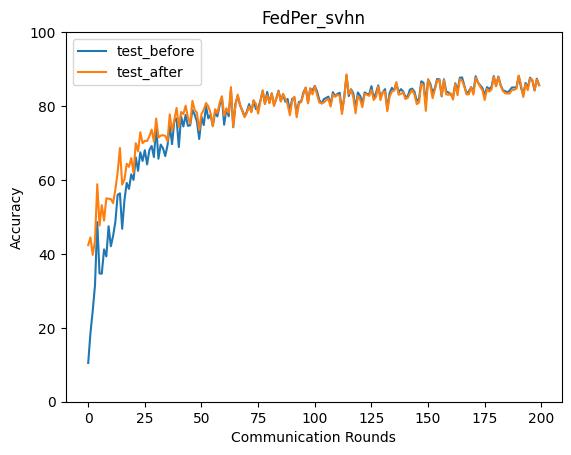 FedPer_svhn
test_before
test_after
Accuracy
100
80
60
40
20
0
0 25 50 75 100 125 150 175 200
Communication Rounds